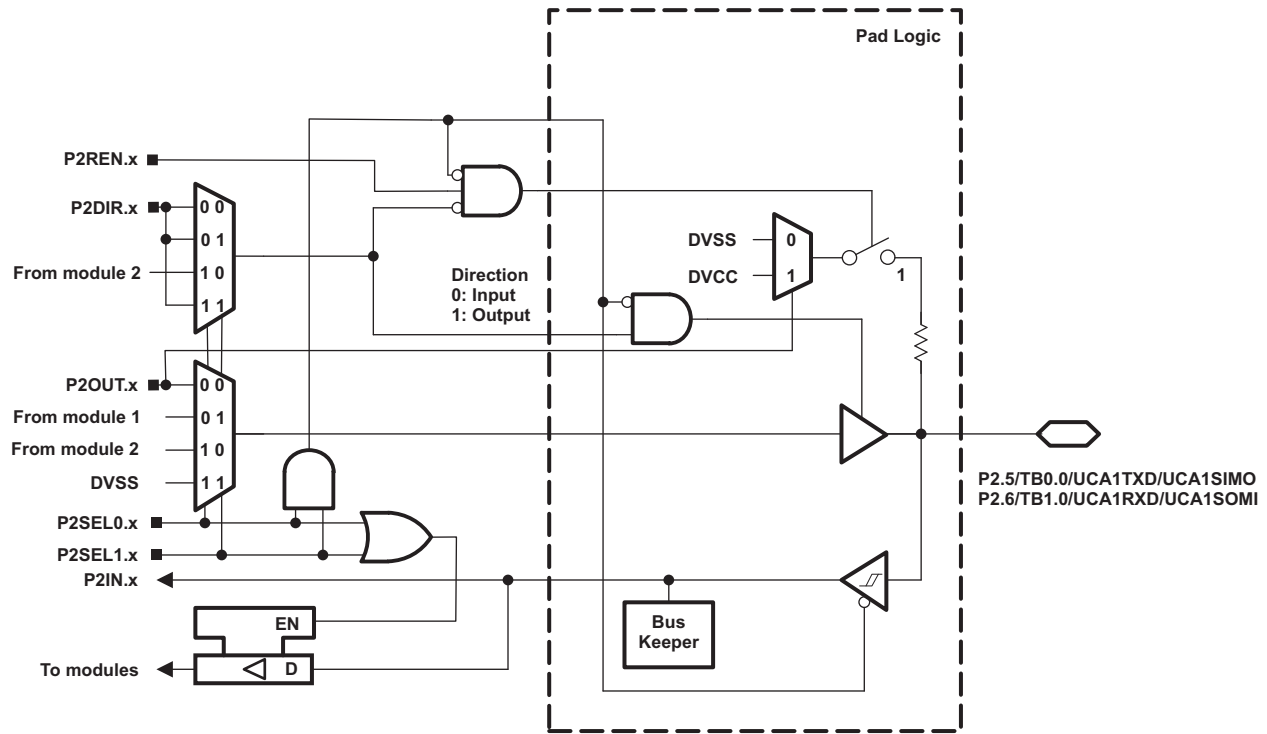 Pad Logic
P2REN.x
P2DIR.x
0 0
0 1
From module 2
1 0
1 1
Direction
0: Input
1: Output
DVSS
0
DVCC
1
1
P2OUT.x
0 0
From module 1
0 1
From module 2
1 0
DVSS
1 1
P2SEL0.x
P2SEL1.x
P2IN.x
EN
D
To modules
Bus
Keeper
P2.5/TB0.0/UCA1TXD/UCA1SIMO
P2.6/TB1.0/UCA1RXD/UCA1SOMI